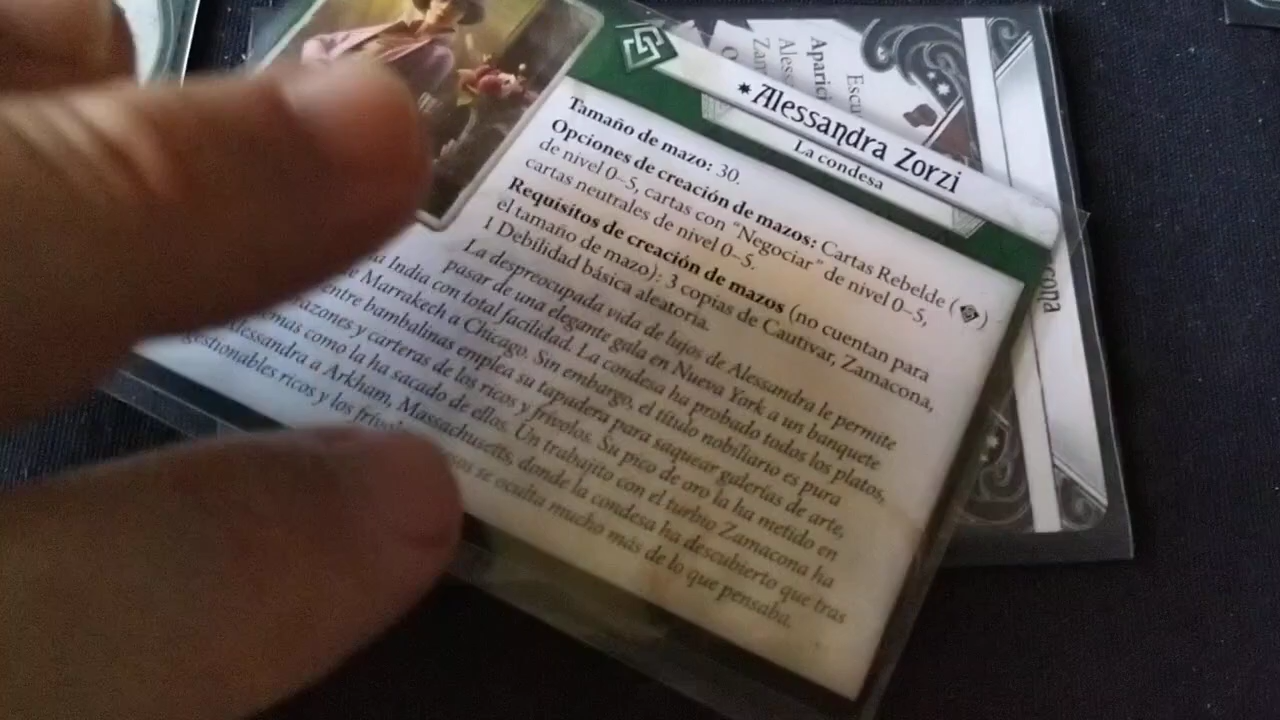 Alessandra Zorzi
La condesa
Tamaño de mazo: 30.
Opciones de creación de mazos: Cartas Rebelde ( )
de nivel 0–5, cartas con “Negociar” de nivel 0–5,
cartas neutrales de nivel 0–5.
Requisitos de creación de mazos (no cuentan para
el tamaño de mazo): 3 copias de Cautivar, Zamacona,
1 Debilidad básica aleatoria.
La despreocupada vida de lujos de Alessandra le permite
pasar de una elegante gala en Nueva York a un banquete
India con total facilidad. La condesa ha probado todos los platos,
Marrakech a Chicago. Sin embargo, el título nobiliario es pura
entre bambalinas emplea su tapadera para saquear galerías de arte,
razones y carteras de los ricos y frívolos. Su pico de oro la ha metido en
como la ha sacado de ellos. Un trabajito con el turbio Zamacona ha
Alessandra a Arkham, Massachusetts, donde la condesa ha descubierto que tras
ricos y los se oculta mucho más de lo que pensaba.
Escu
Aparici
Ales
Zam